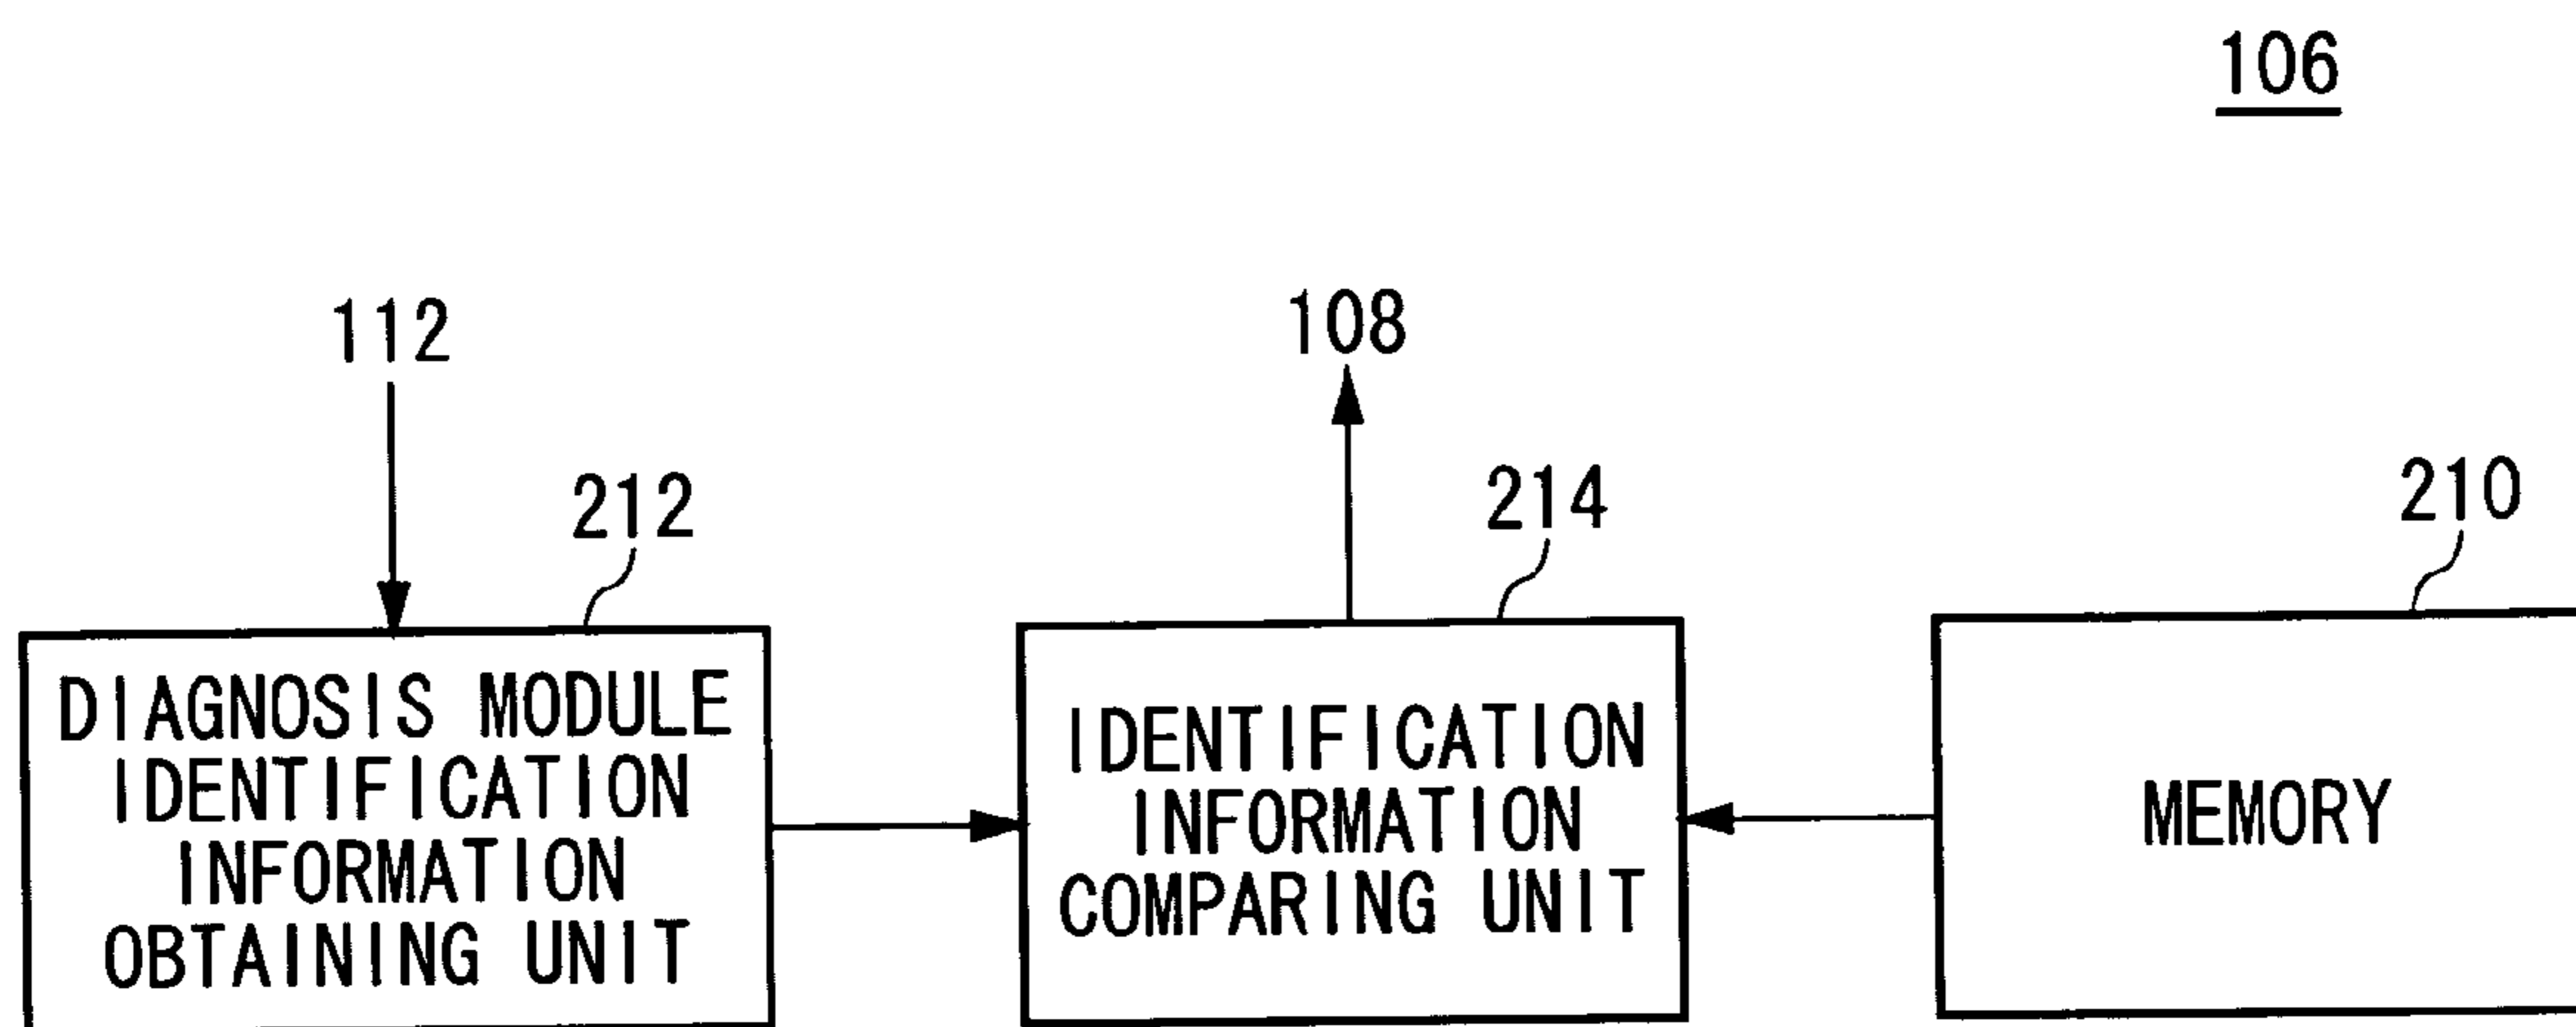 106
112
108
212
214
210
DIAGNOSIS MODULE
IDENTIFICATION
INFORMATION
OBTAINING UNIT
IDENTIFICATION
INFORMATION
COMPARING UNIT
MEMORY